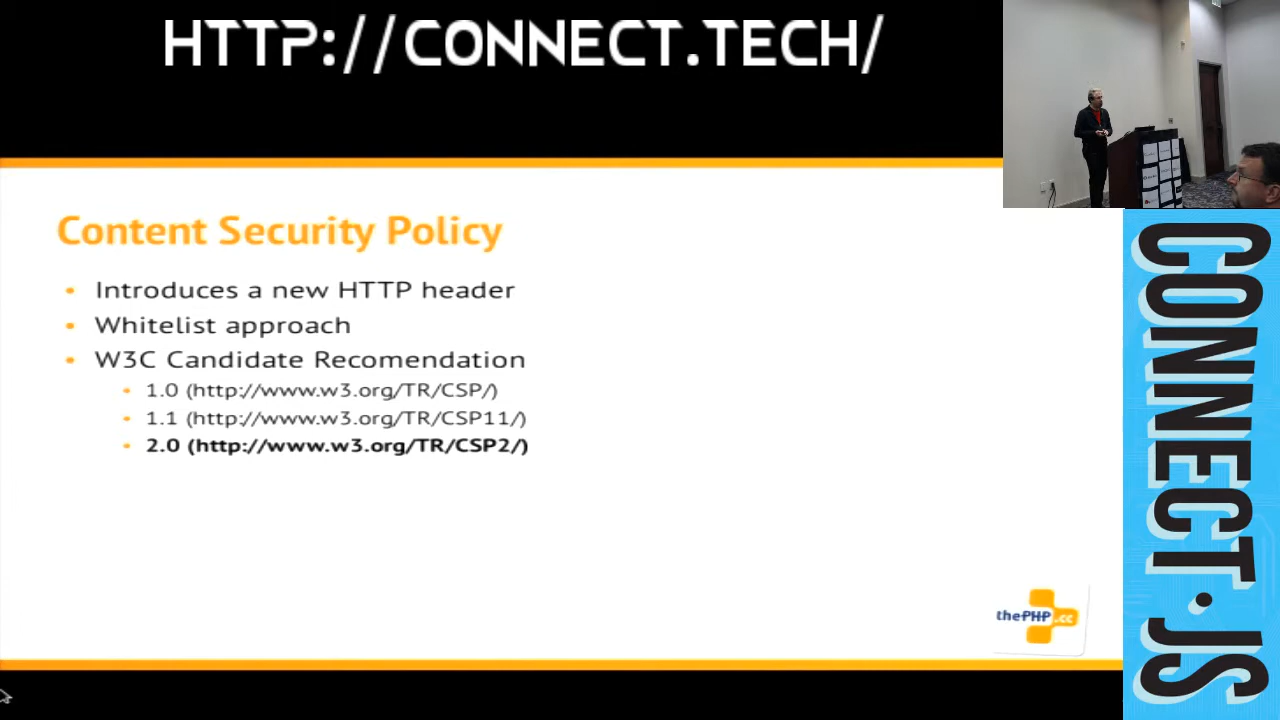 HTTP://CONNECT.TECH/
Content Security Policy
• Introduces a new HTTP header
• Whitelist approach
• W3C Candidate Recomendation
• 1.0 (http://www.w3.org/TR/CSP/)
• 1.1 (http://www.w3.org/TR/CSP11/)
• 2.0 (http://www.w3.org/TR/CSP2/)
thePHP.cc
CONNECT.JS